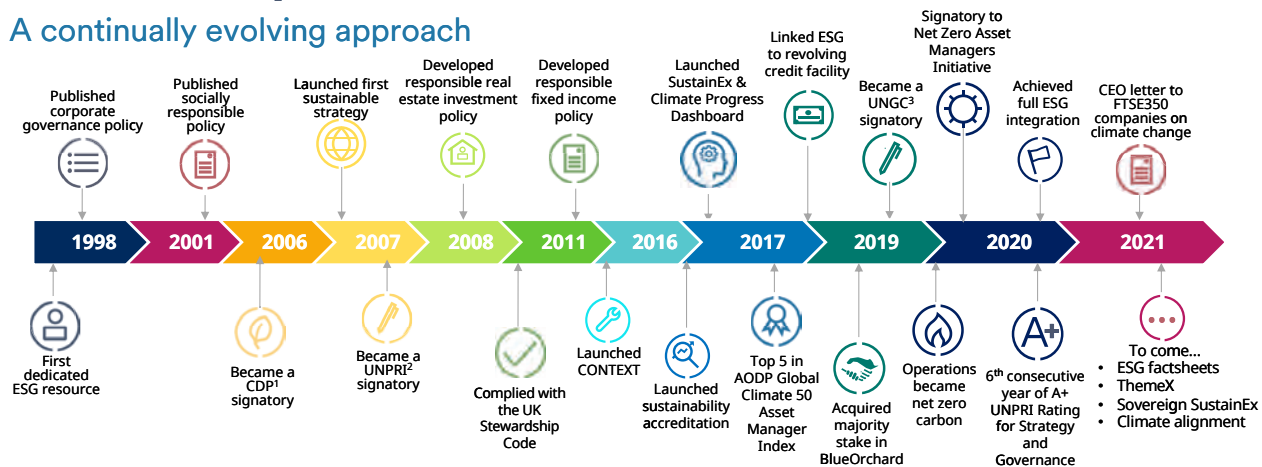 A continually evolving approach
Published
corporate
governance policy
Published
socially
responsible
policy
Launched first
sustainable
strategy
Developed
responsible real
estate investment
policy
Developed
responsible
fixed income
policy
Launched
SustainEx &
Climate Progress
Dashboard
Linked ESG
to revolving
credit facility
Became a
UNGC³
signatory
Signatory to
Net Zero Asset
Managers
Initiative
Achieved
full ESG
integration
CEO letter to
FTSE350
companies on
climate change
1998
2001
2006
2007
2008
2011
2016
2017
2019
2020
2021
First
dedicated
ESG resource
Became a
CDP¹
signatory
Became a
UNPRI²
signatory
Complied with
the UK
Stewardship
Code
Launched
CONTEXT
Launched
sustainability
accreditation
Top 5 in
AODP Global
Climate 50
Asset
Manager
Index
Acquired
majority
stake in
BlueOrchard
Operations
became
net zero
carbon
A+
6th consecutive
year of A+
UNPRI Rating
for Strategy
and
Governance
To come...
• ESG factsheets
• ThemeX
• Sovereign SustainEx
• Climate alignment